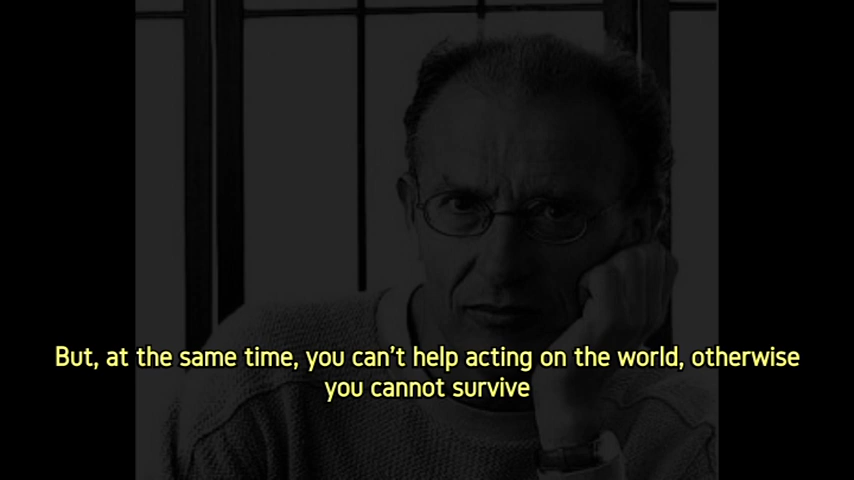 But, at the same time, you can't help acting on the world, otherwise
you cannot survive